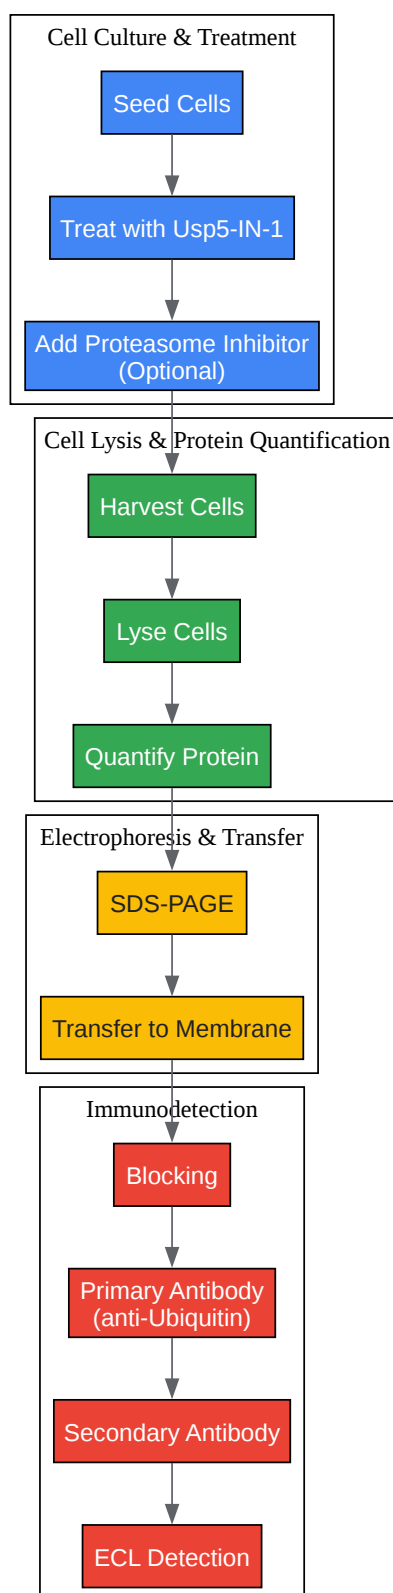 Cell Culture & Treatment
Seed Cells
Treat with Usp5-IN-1
Add Proteasome Inhibitor
(Optional)
Cell Lysis & Protein Quantification
Harvest Cells
Lyse Cells
Quantify Protein
Electrophoresis & Transfer
SDS-PAGE
Transfer to Membrane
Immunodetection
Blocking
Primary Antibody
(anti-Ubiquitin)
Secondary Antibody
ECL Detection